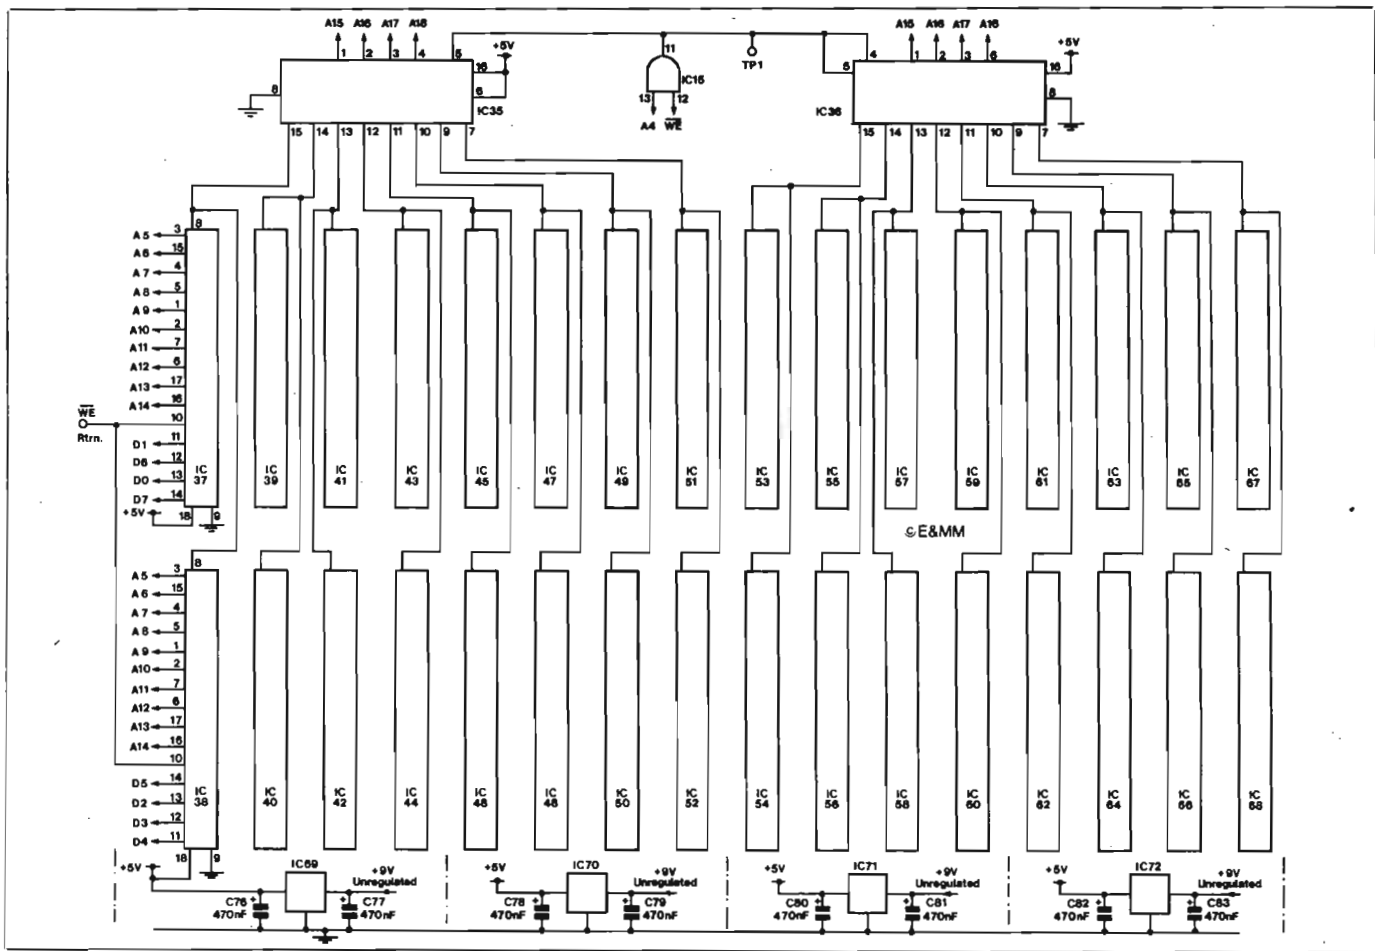 A15 A16 A17 A18
1 2 3 4 5
+5V
16
6
8
IC35
15 14 13 12 11 10 9 7
11
IC15
13 12
A4 WE
TP1
A15 A16 A17 A18
4 1 2 3 6
+5V
16
8
5
IC36
15 14 13 12 11 10 9 7
8
A5 3
A6 15
A7 4
A8 5
A9 1
A10 2
A11 7
A12 6
A13 17
A14 16
WE
Rtrn.
10
D1 11
D6 12
D0 13
D7 14
+5V
18 9
IC 37
IC 39
IC 41
IC 43
IC 45
IC 47
IC 49
IC 51
IC 53
IC 55
IC 57
IC 59
IC 61
IC 63
IC 65
IC 67
©E&MM
8
A5 3
A6 15
A7 4
A8 5
A9 1
A10 2
A11 7
A12 6
A13 17
A14 16
10
D5 14
D2 13
D3 12
D4 11
+5V
18 9
IC 38
IC 40
IC 42
IC 44
IC 46
IC 48
IC 50
IC 52
IC 54
IC 56
IC 58
IC 60
IC 62
IC 64
IC 66
IC 68
IC69
+9V
Unregulated
C76 +
470nF
+ C77
470nF
+5V
IC70
+9V
Unregulated
C78 +
470nF
+ C79
470nF
+5V
IC71
+9V
Unregulated
C80 +
470nF
+ C81
470nF
+5V
IC72
+9V
Unregulated
C82 +
470nF
+ C83
470nF